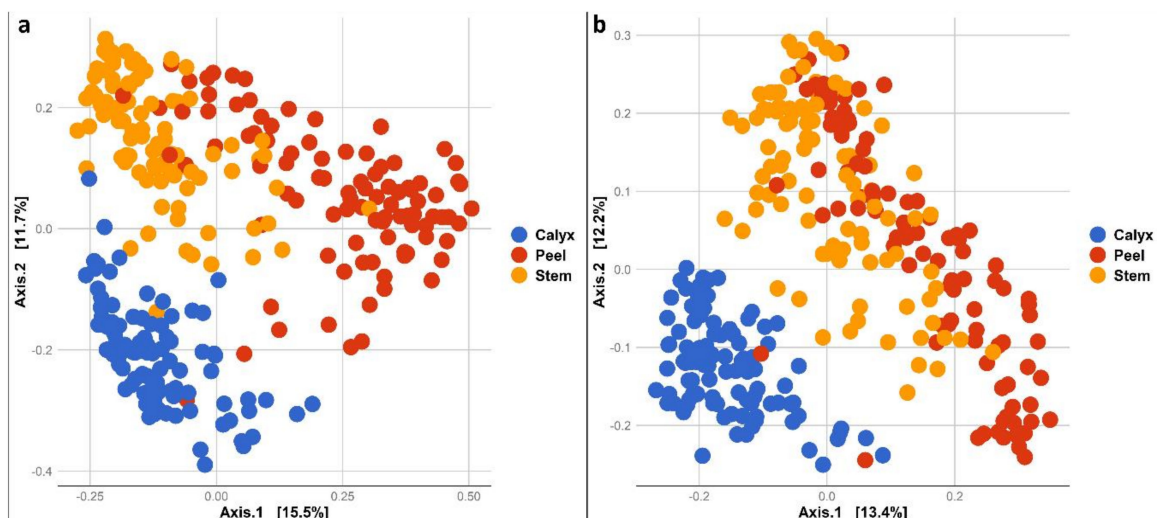 a
0.2
0.0
-0.2
-0.4
Axis.2 [11.7%]
-0.25
0.00
0.25
0.50
Axis.1 [15.5%]
Calyx
Peel
Stem
b
0.3
0.2
0.1
0.0
-0.1
-0.2
Axis.2 [12.2%]
-0.2
0.0
0.2
Axis.1 [13.4%]
Calyx
Peel
Stem